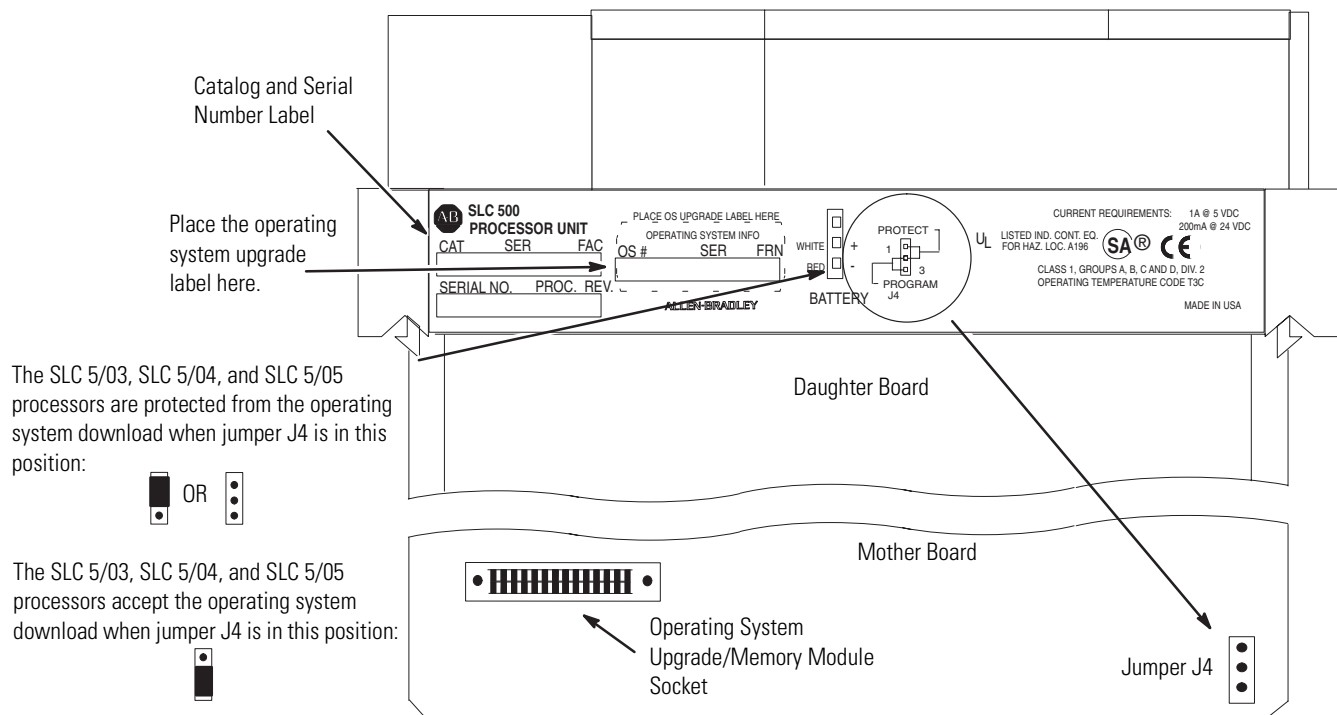 Catalog and Serial
Number Label
Place the operating
system upgrade
label here.
AB
SLC 500
PROCESSOR UNIT
CAT SER FAC
SERIAL NO. PROC. REV.
PLACE OS UPGRADE LABEL HERE
OPERATING SYSTEM INFO
OS # SER FRN
ALLEN-BRADLEY
WHITE +
RED -
BATTERY
PROTECT
1
3
PROGRAM
J4
UL
LISTED IND. CONT. EQ.
FOR HAZ. LOC. A196
SA®
CE
CURRENT REQUIREMENTS: 1A @ 5 VDC
200mA @ 24 VDC
CLASS 1, GROUPS A, B, C AND D, DIV. 2
OPERATING TEMPERATURE CODE T3C
MADE IN USA
The SLC 5/03, SLC 5/04, and SLC 5/05
processors are protected from the operating
system download when jumper J4 is in this
position:
OR
The SLC 5/03, SLC 5/04, and SLC 5/05
processors accept the operating system
download when jumper J4 is in this position:
Daughter Board
Mother Board
Operating System
Upgrade/Memory Module
Socket
Jumper J4